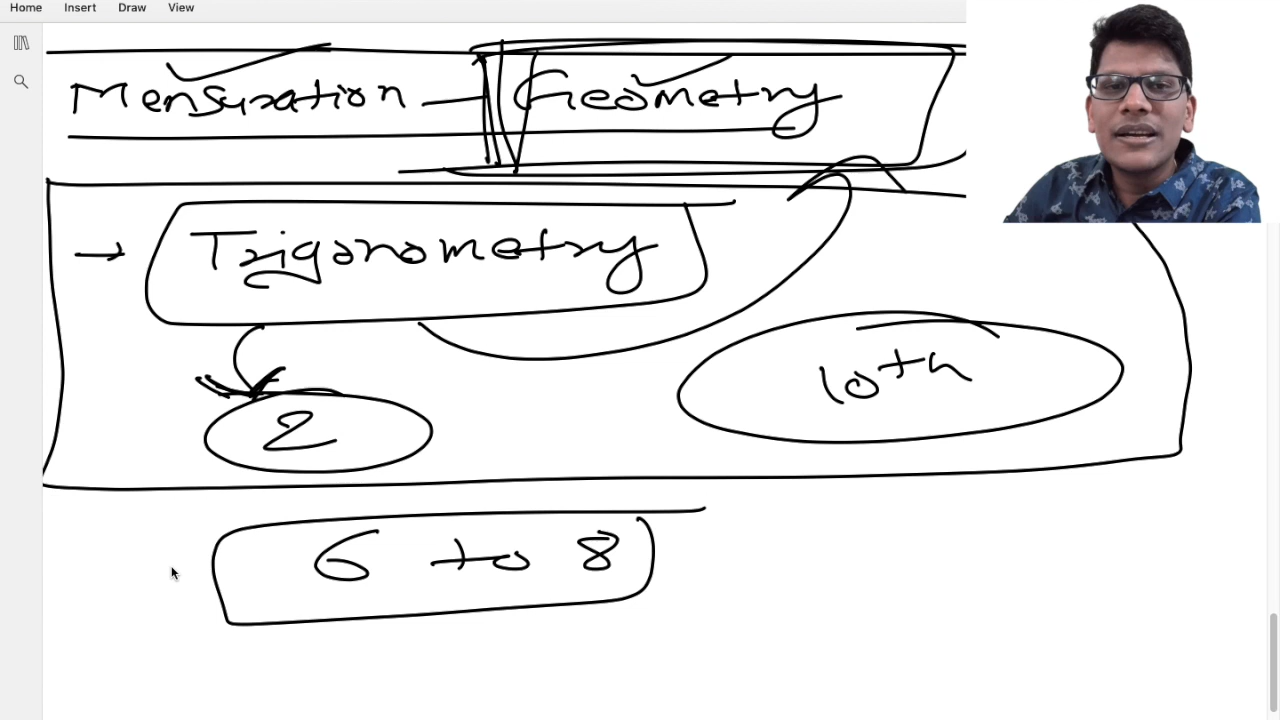 Home Insert Draw View
Mensuration - Geometry
→ Trigonometry
10th
2
6 to 8